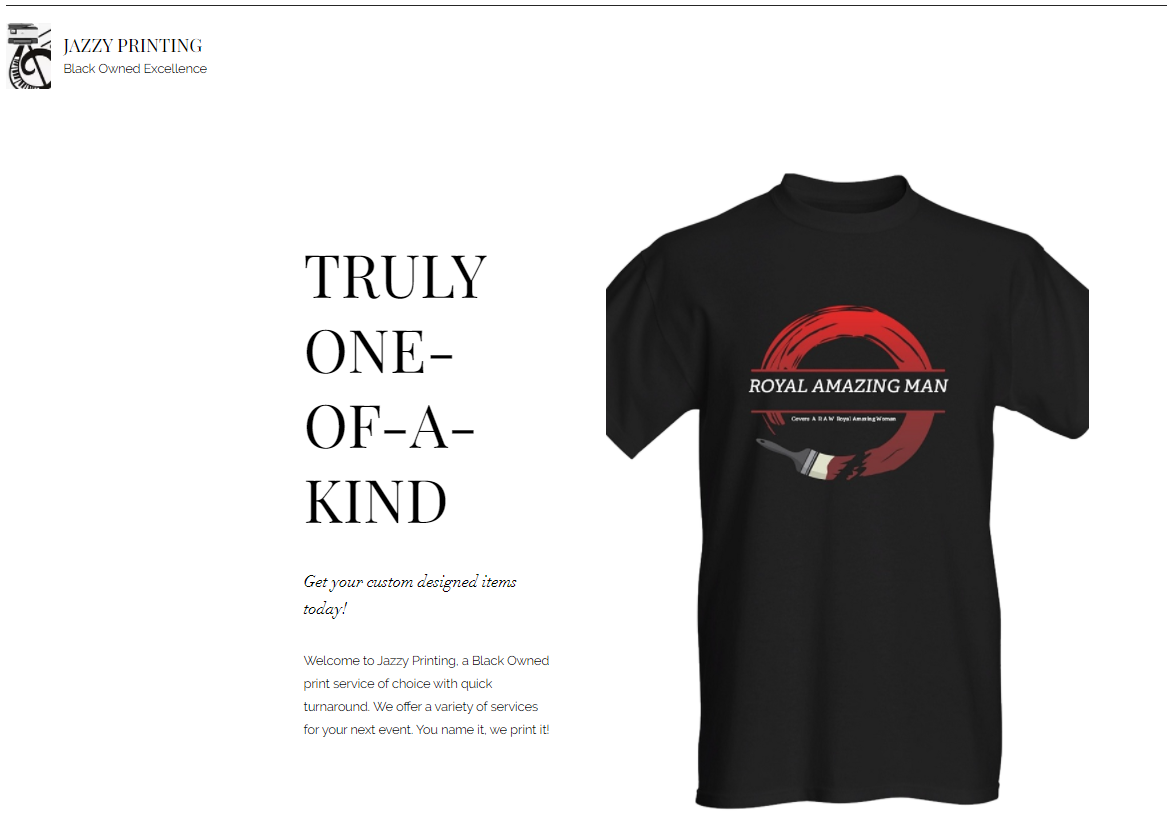 JAZZY PRINTING
Black Owned Excellence
TRULY
ONE-
OF-A-
KIND
Get your custom designed items
today!
Welcome to Jazzy Printing, a Black Owned
print service of choice with quick
turnaround. We offer a variety of services
for your next event. You name it, we print it!
ROYAL AMAZING MAN
Covers A R A W Royal Amazing Woman